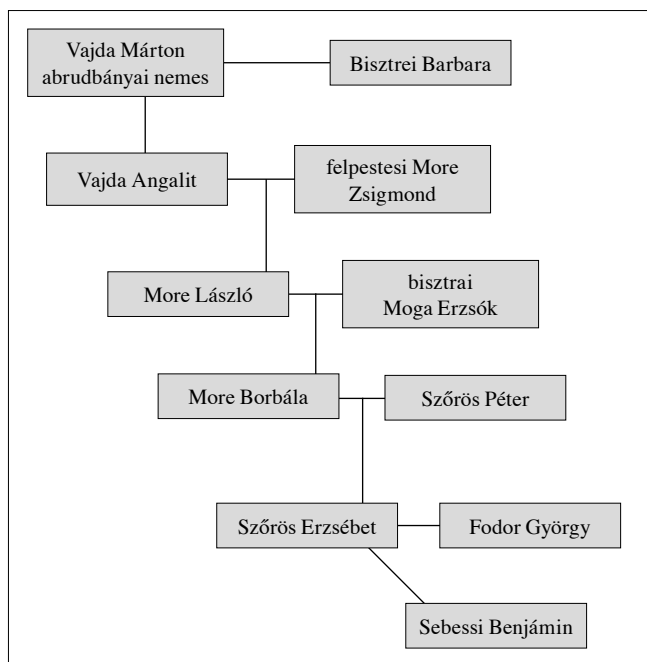 Vajda Márton
abrudbányai nemes
Bisztrei Barbara
Vajda Angalit
felpestesi More
Zsigmond
More László
bisztrai
Moga Erzsók
More Borbála
Szőrös Péter
Szőrös Erzsébet
Fodor György
Sebessi Benjámin